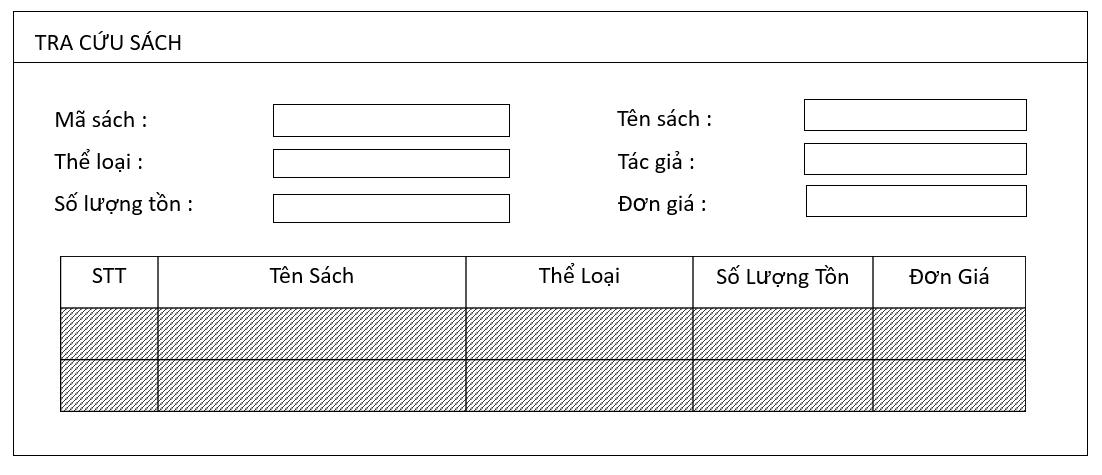 TRA CỨU SÁCH
Mã sách : Tên sách :
Thể loại : Tác giả :
Số lượng tồn : Đơn giá :
STT Tên Sách Thể Loại Số Lượng Tồn Đơn Giá